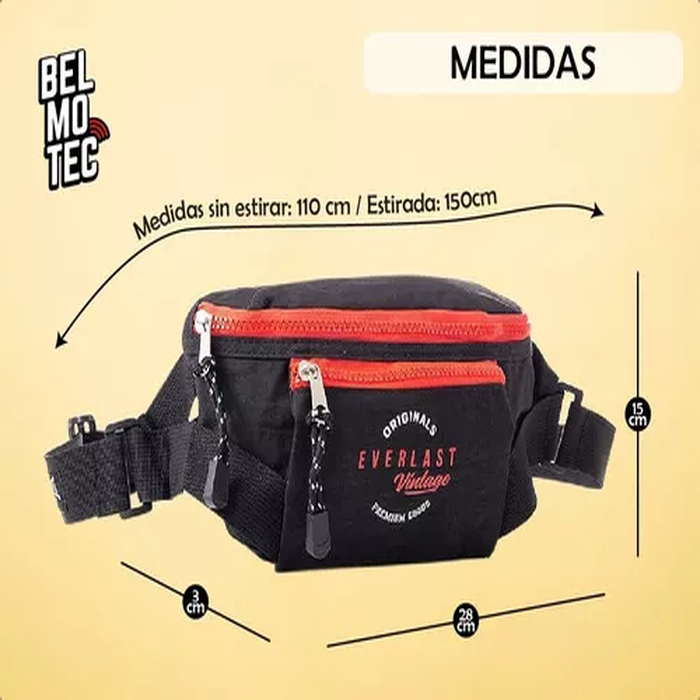 BEL
MO
TEC
MEDIDAS
Medidas sin estirar: 110 cm / Estirada: 150cm
ORIGINALS
EVERLAST
Vintage
PREMIUM GOODS
15
cm
3
cm
28
cm